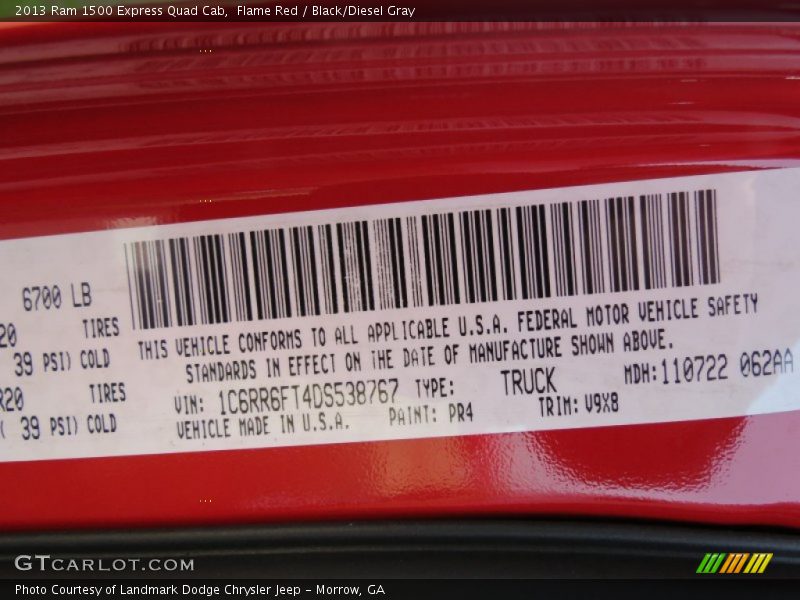 2013 Ram 1500 Express Quad Cab, Flame Red / Black/Diesel Gray
6700 LB
20 TIRES
39 PSI) COLD
R20 TIRES
( 39 PSI) COLD
THIS VEHICLE CONFORMS TO ALL APPLICABLE U.S.A. FEDERAL MOTOR VEHICLE SAFETY
STANDARDS IN EFFECT ON THE DATE OF MANUFACTURE SHOWN ABOVE.
VIN: 1C6RR6FT4DS538767 TYPE: TRUCK MDH:110722 062AA
VEHICLE MADE IN U.S.A. PAINT: PR4 TRIM: V9X8
GTCARLOT.COM
Photo Courtesy of Landmark Dodge Chrysler Jeep - Morrow, GA